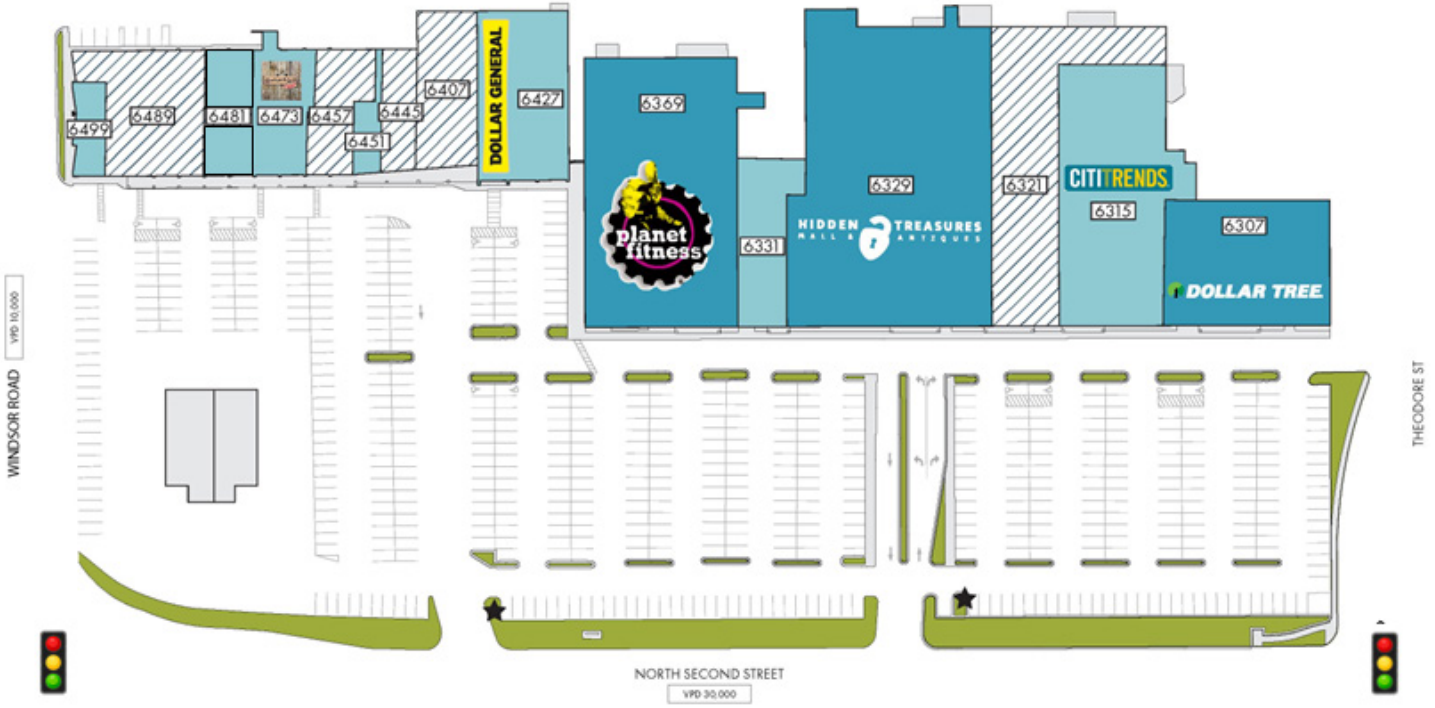 6499
6489
6481
6473
6457
6451
6445
6407
DOLLAR GENERAL
6427
6369
planet
fitness
6331
6329
HIDDEN TREASURES
MALL & ANTIQUES
6321
CITITRENDS
6315
6307
DOLLAR TREE
VPD 10,000
WINDSOR ROAD
THEODORE ST
NORTH SECOND STREET
VPD 30,000